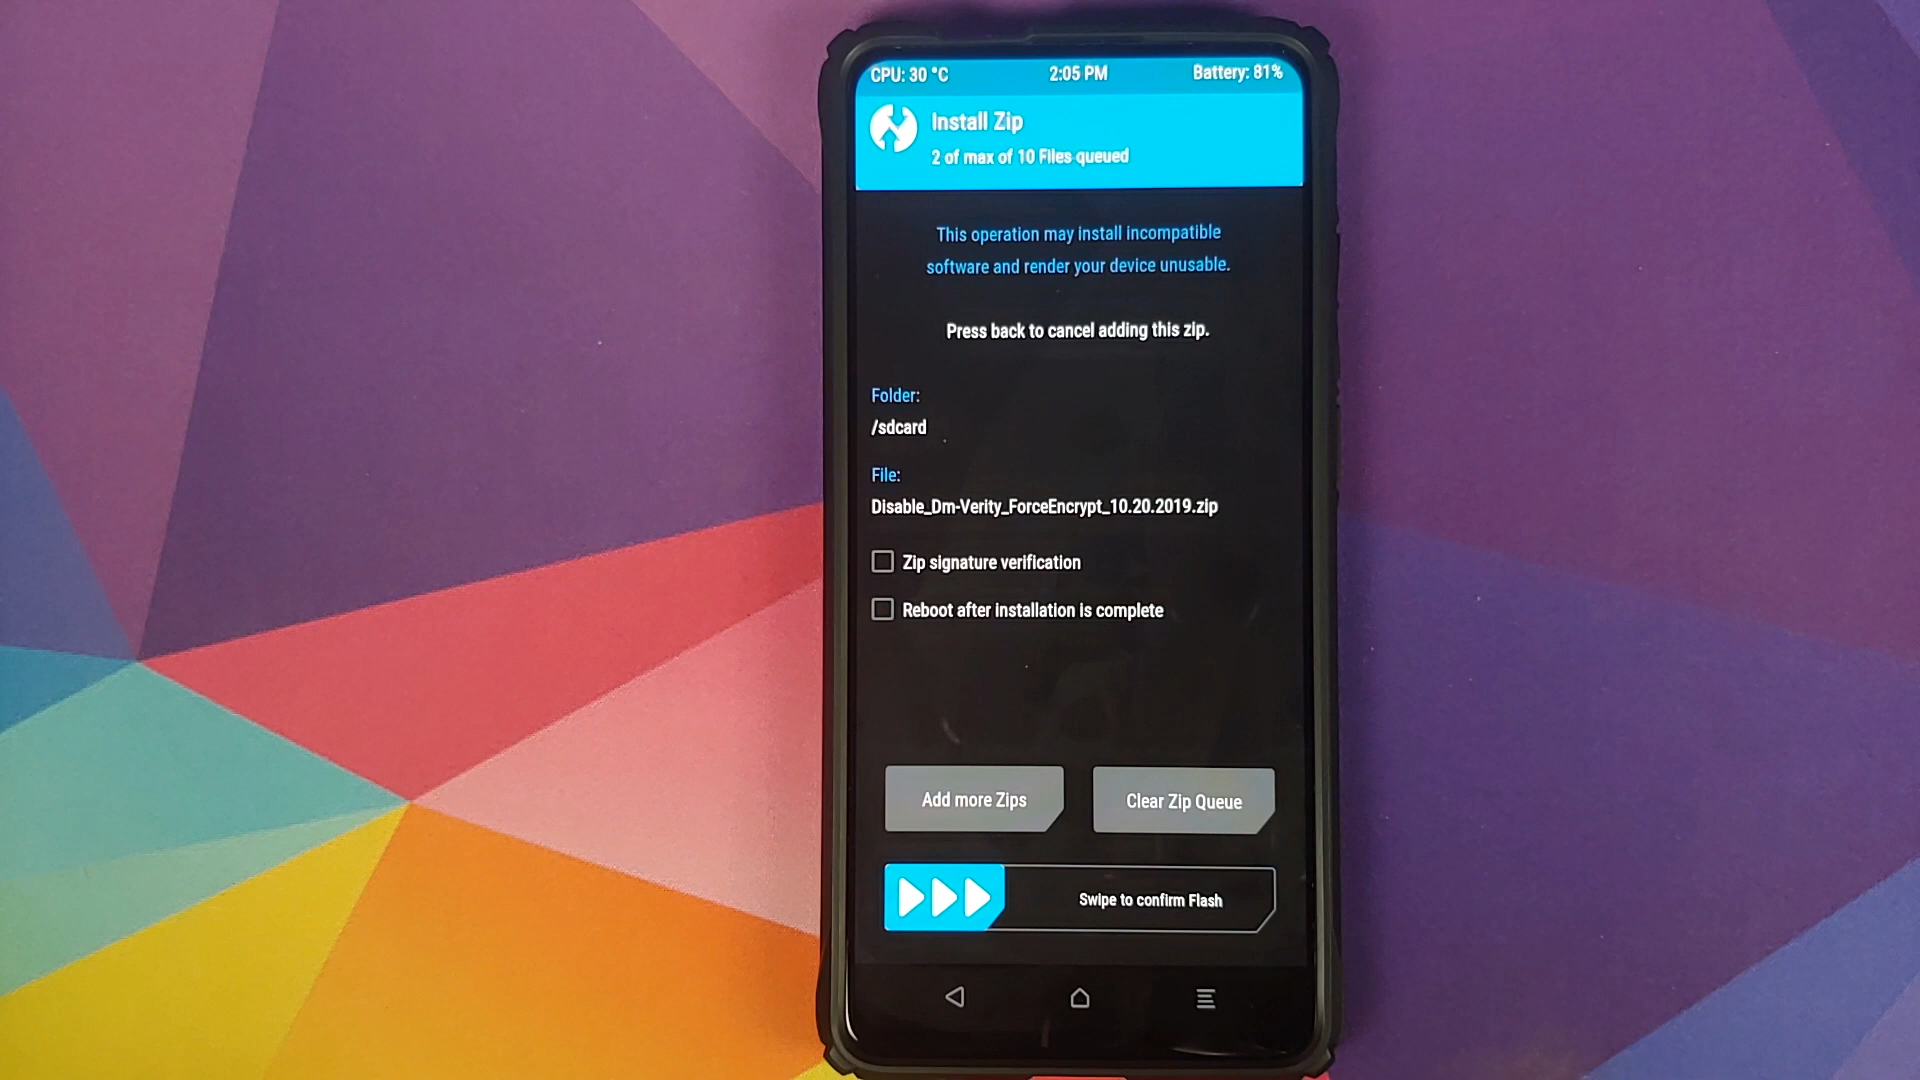 CPU: 30 °C 2:05 PM Battery: 81%
Install Zip
2 of max of 10 Files queued
This operation may install incompatible
software and render your device unusable.
Press back to cancel adding this zip.
Folder:
/sdcard
File:
Disable_Dm-Verity_ForceEncrypt_10.20.2019.zip
Zip signature verification
Reboot after installation is complete
Add more Zips Clear Zip Queue
Swipe to confirm Flash